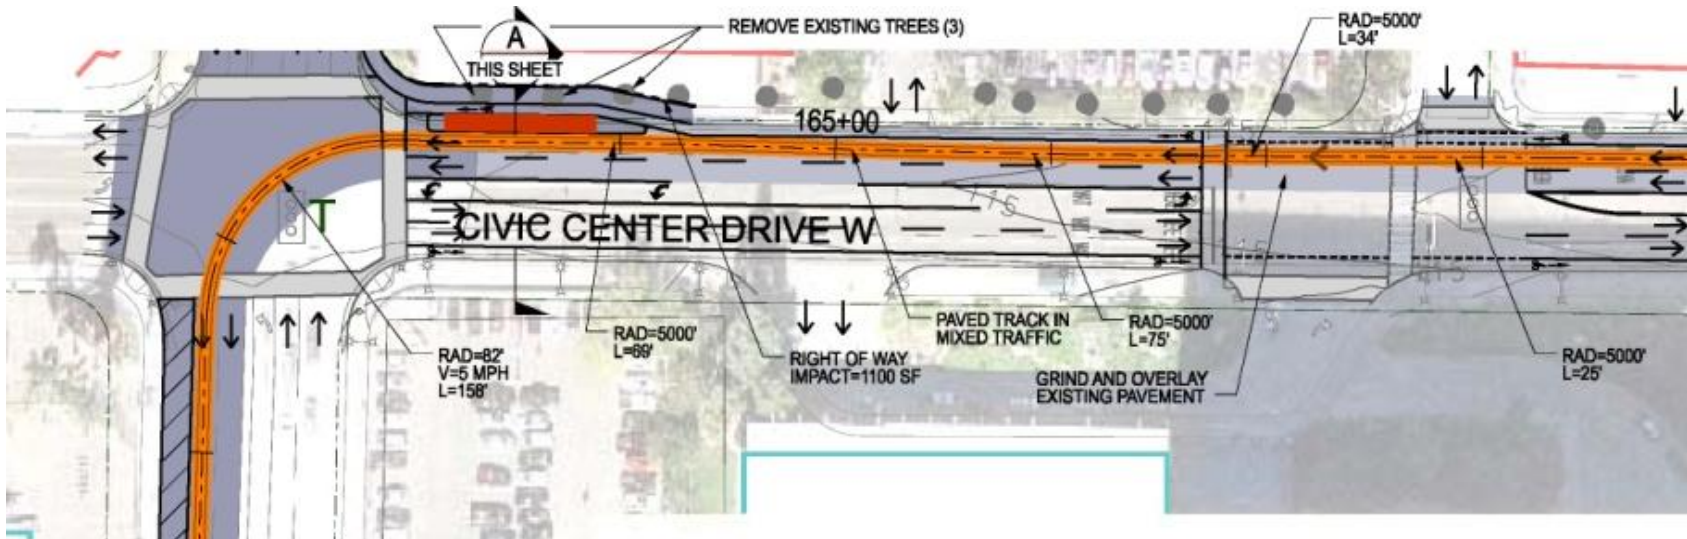 REMOVE EXISTING TREES (3)
RAD=5000'
L=34'
A
THIS SHEET
165+00
T
115
CIVIC CENTER DRIVE W
RAD=82'
V=5 MPH
L=158'
RAD=5000'
L=69'
RIGHT OF WAY
IMPACT=1100 SF
PAVED TRACK IN
MIXED TRAFFIC
RAD=5000'
L=75'
GRIND AND OVERLAY
EXISTING PAVEMENT
RAD=5000'
L=25'